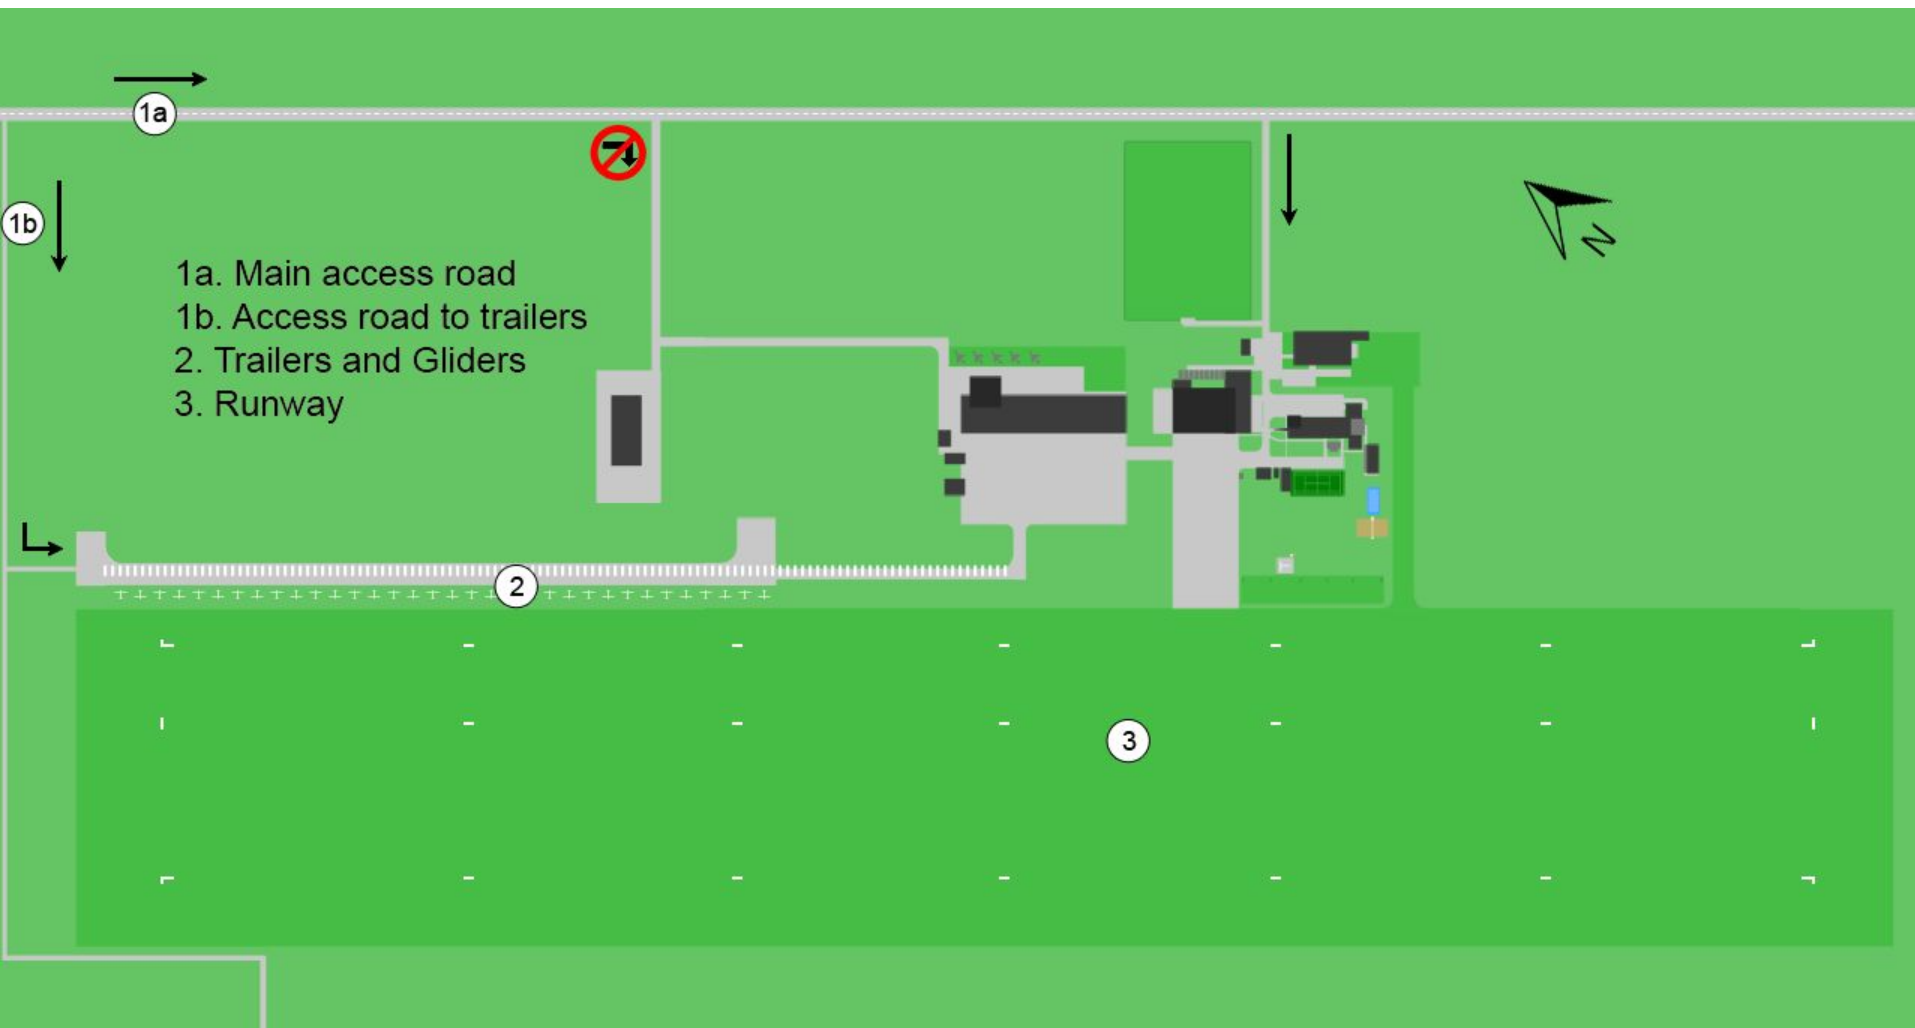 1a
1b
1a. Main access road
1b. Access road to trailers
2. Trailers and Gliders
3. Runway
N
2
3